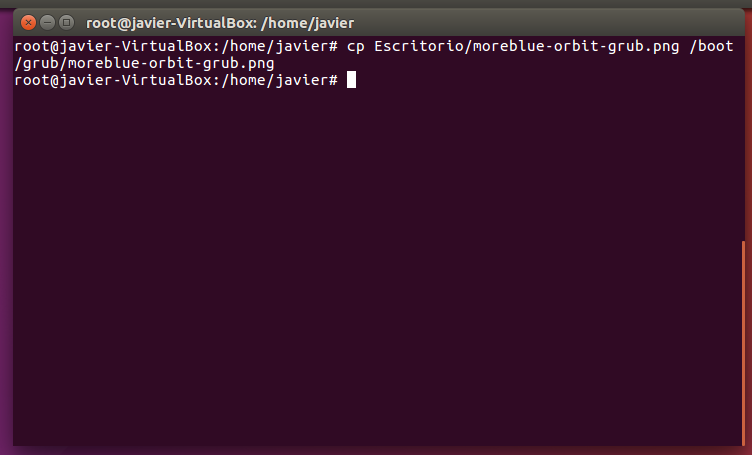 root@javier-VirtualBox: /home/javier
root@javier-VirtualBox:/home/javier# cp Escritorio/moreblue-orbit-grub.png /boot
/grub/moreblue-orbit-grub.png
root@javier-VirtualBox:/home/javier#